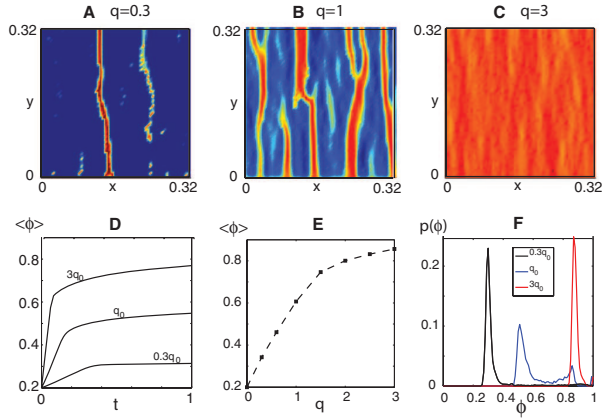 A q=0.3
B q=1
C q=3
0.32
y
0
0 x 0.32
0.32
y
0
0 x 0.32
0.32
y
0
0 x 0.32
<ϕ> D
0.8
0.6
0.4
0.2
3q₀
q₀
0.3q₀
0 t 1
<ϕ> E
0.8
0.6
0.4
0.2
0 1 2 3
q
p(ϕ) F
0.2
0.1
0
0.3q₀
q₀
3q₀
0 0.2 0.4 0.6 0.8 1
ϕ